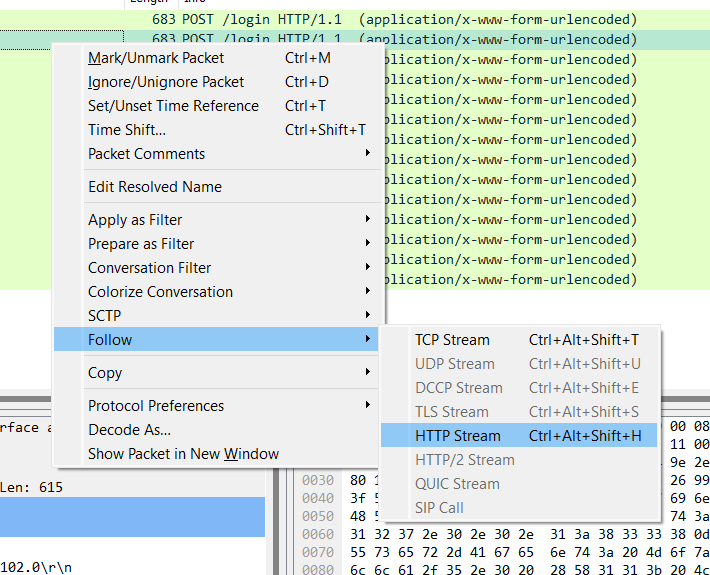 Length Info
683 POST /login HTTP/1.1 (application/x-www-form-urlencoded)
683 POST /login HTTP/1.1 (application/x-www-form-urlencoded)
plication/x-www-form-urlencoded)
plication/x-www-form-urlencoded)
plication/x-www-form-urlencoded)
plication/x-www-form-urlencoded)
plication/x-www-form-urlencoded)
plication/x-www-form-urlencoded)
plication/x-www-form-urlencoded)
plication/x-www-form-urlencoded)
plication/x-www-form-urlencoded)
plication/x-www-form-urlencoded)
plication/x-www-form-urlencoded)
plication/x-www-form-urlencoded)
Mark/Unmark Packet Ctrl+M
Ignore/Unignore Packet Ctrl+D
Set/Unset Time Reference Ctrl+T
Time Shift... Ctrl+Shift+T
Packet Comments
Edit Resolved Name
Apply as Filter
Prepare as Filter
Conversation Filter
Colorize Conversation
SCTP
Follow
Copy
Protocol Preferences
Decode As...
Show Packet in New Window
TCP Stream Ctrl+Alt+Shift+T
UDP Stream Ctrl+Alt+Shift+U
DCCP Stream Ctrl+Alt+Shift+E
TLS Stream Ctrl+Alt+Shift+S
HTTP Stream Ctrl+Alt+Shift+H
HTTP/2 Stream
QUIC Stream
SIP Call
rface a
Len: 615
102.0\r\n
00 08
11 00
9e 2e
0030 80 1 26 99
0040 3f 5 69 6e
0050 48 5 74 3a
0060 31 32 37 2e 30 2e 30 2e 31 3a 38 33 33 38 0d
0070 55 73 65 72 2d 41 67 65 6e 74 3a 20 4d 6f 7a
0080 6c 6c 61 2f 35 2e 30 20 28 58 31 31 3b 20 4c